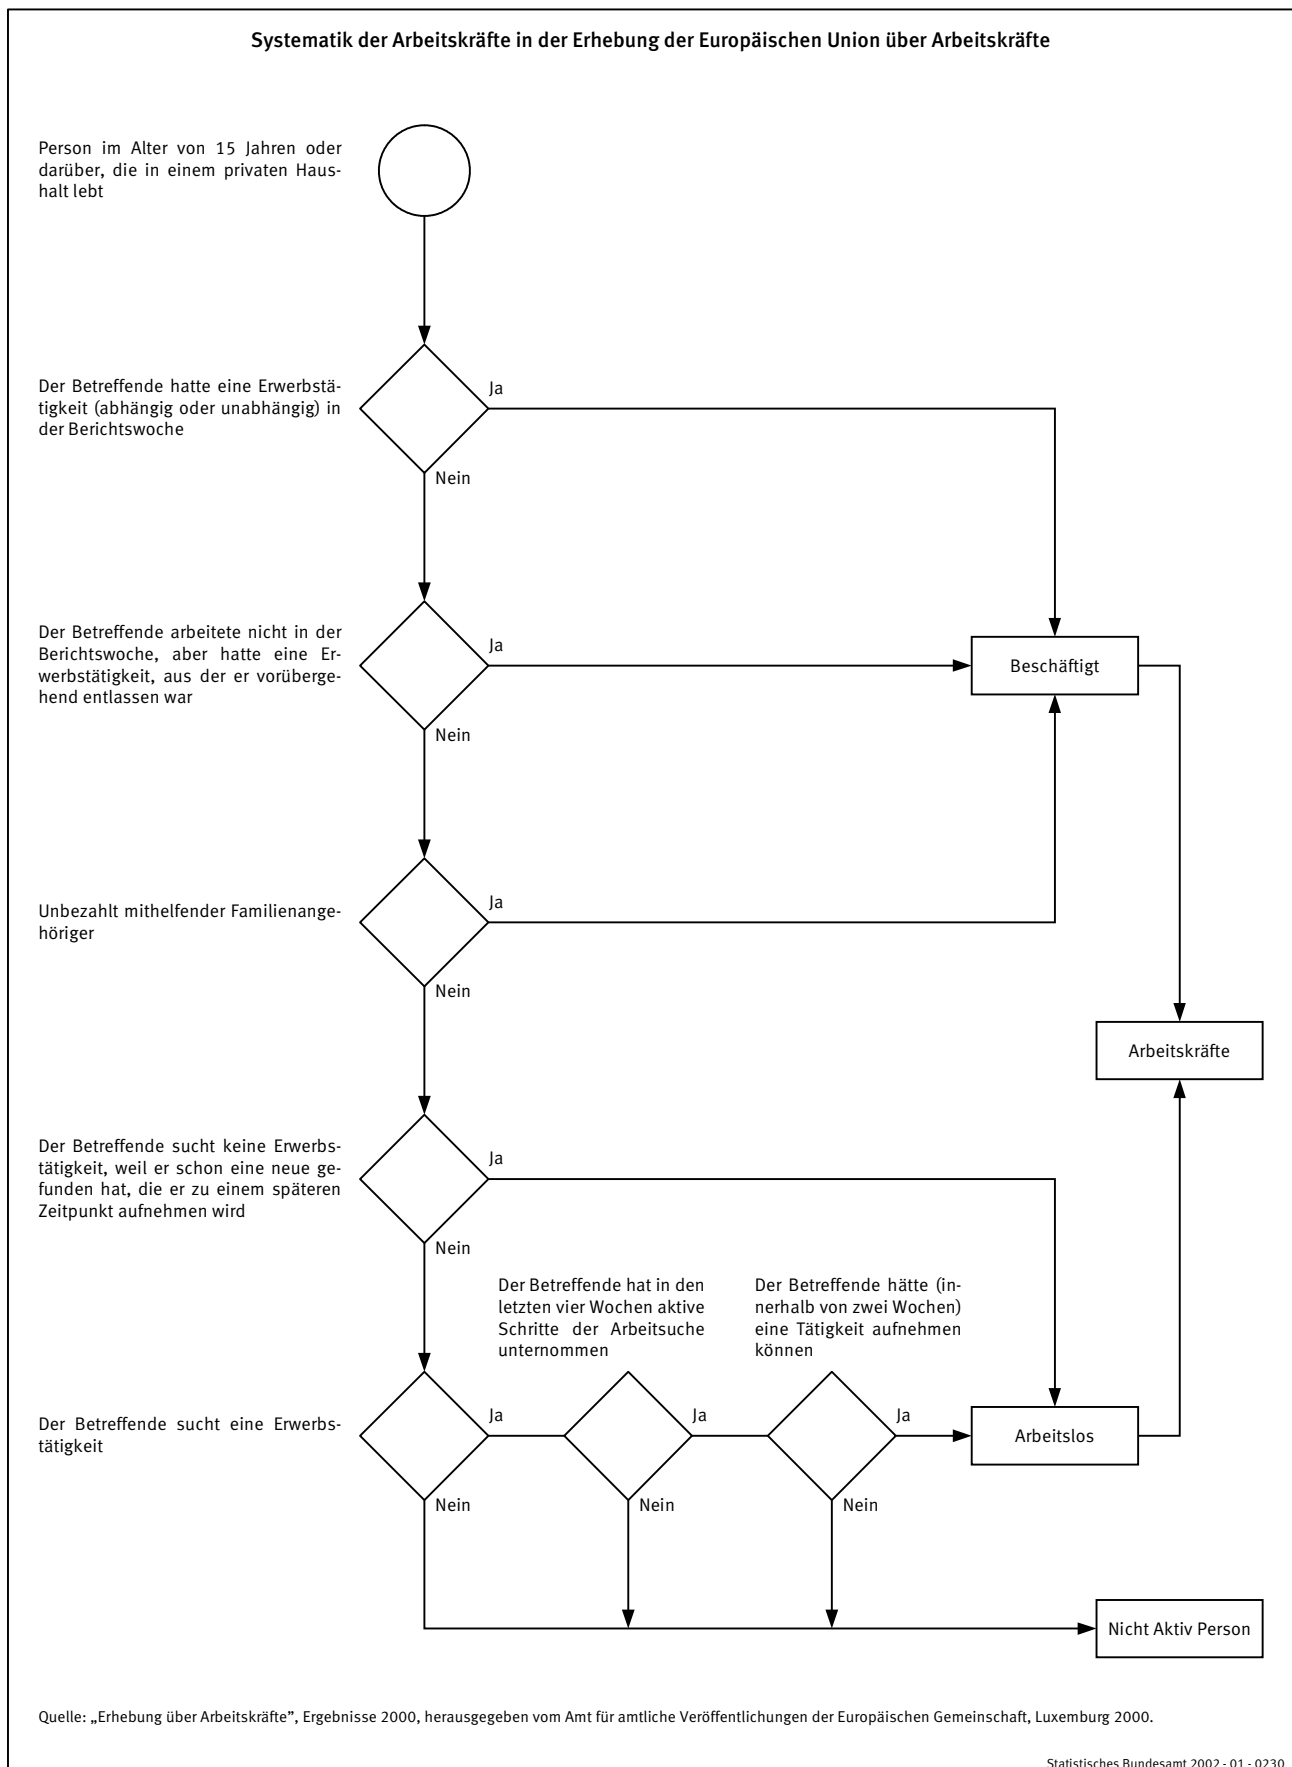 Systematik der Arbeitskräfte in der Erhebung der Europäischen Union über Arbeitskräfte
Person im Alter von 15 Jahren oder
darüber, die in einem privaten Haus-
halt lebt
Der Betreffende hatte eine Erwerbstä-
tigkeit (abhängig oder unabhängig) in
der Berichtswoche
Ja
Nein
Der Betreffende arbeitete nicht in der
Berichtswoche, aber hatte eine Er-
werbstätigkeit, aus der er vorüberge-
hend entlassen war
Ja
Beschäftigt
Nein
Unbezahlt mithelfender Familienange-
höriger
Ja
Nein
Arbeitskräfte
Der Betreffende sucht keine Erwerbs-
tätigkeit, weil er schon eine neue ge-
funden hat, die er zu einem späteren
Zeitpunkt aufnehmen wird
Ja
Nein
Der Betreffende hat in den
letzten vier Wochen aktive
Schritte der Arbeitsuche
unternommen
Der Betreffende hätte (in-
nerhalb von zwei Wochen)
eine Tätigkeit aufnehmen
können
Der Betreffende sucht eine Erwerbs-
tätigkeit
Ja
Ja
Ja
Arbeitslos
Nein
Nein
Nein
Nicht Aktiv Person
Quelle: „Erhebung über Arbeitskräfte”, Ergebnisse 2000, herausgegeben vom Amt für amtliche Veröffentlichungen der Europäischen Gemeinschaft, Luxemburg 2000.
Statistisches Bundesamt 2002 - 01 - 0230